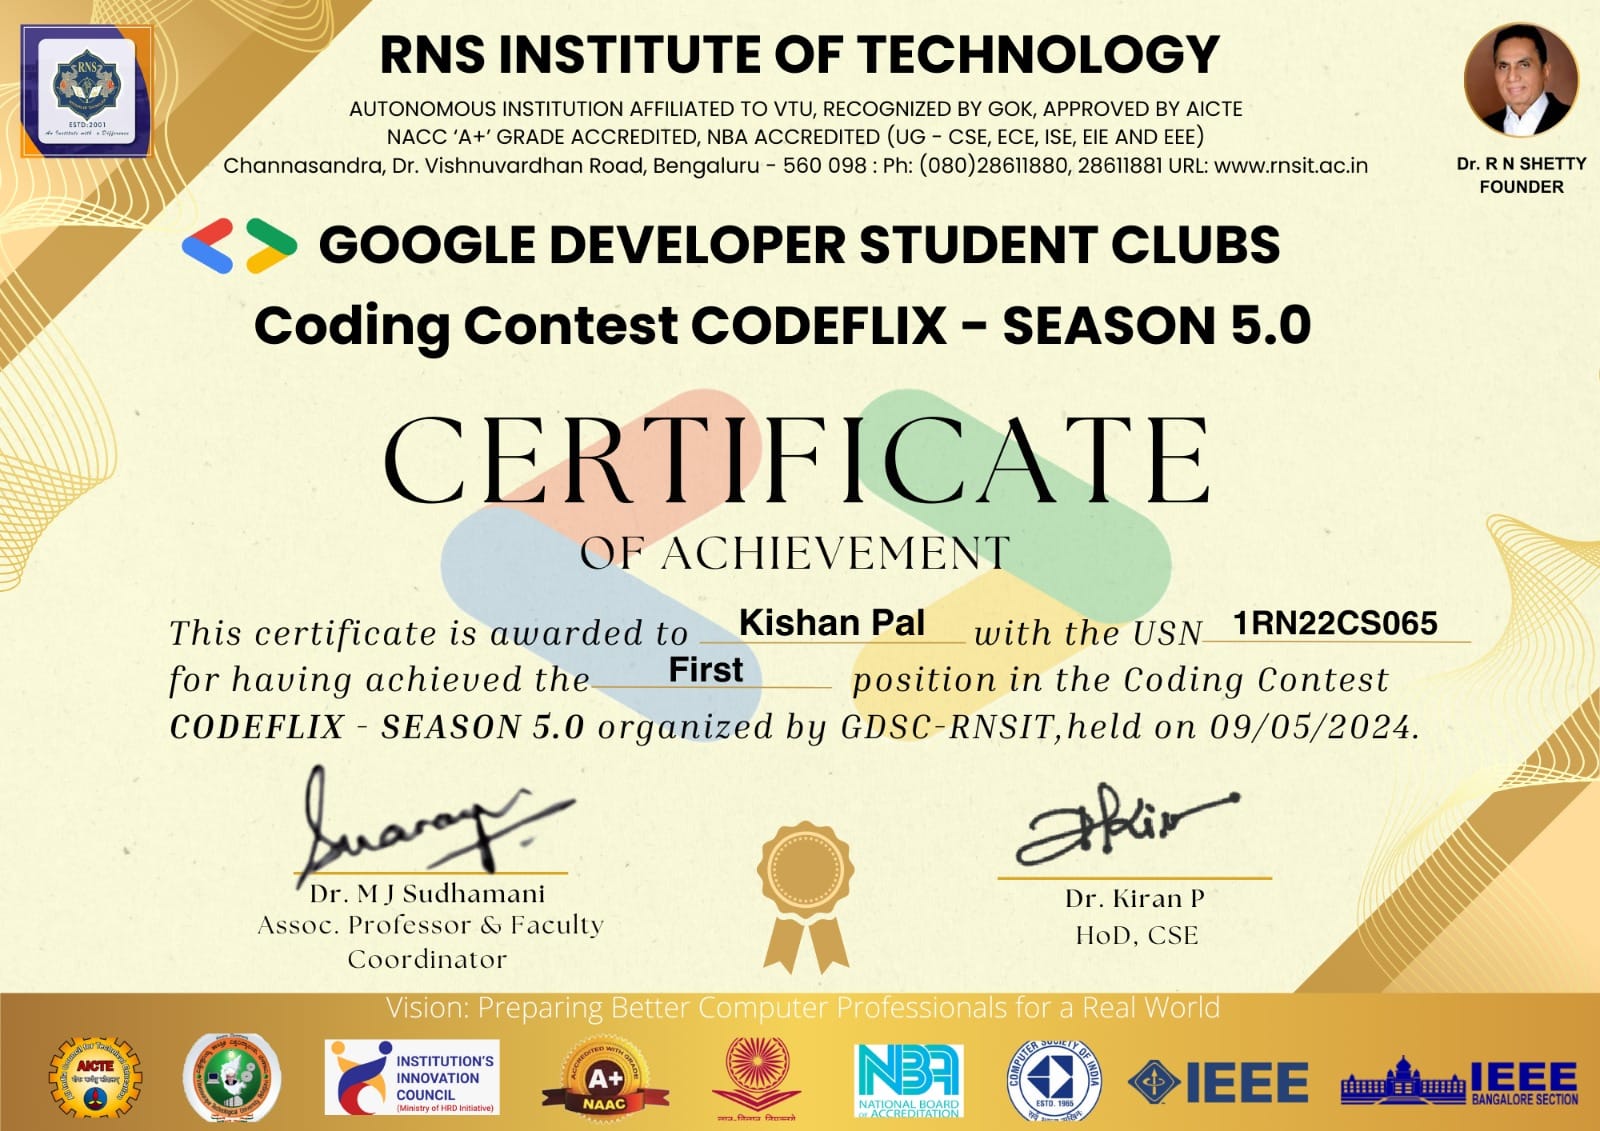 RNS INSTITUTE OF TECHNOLOGY
AUTONOMOUS INSTITUTION AFFILIATED TO VTU, RECOGNIZED BY GOK, APPROVED BY AICTE
NACC ‘A+’ GRADE ACCREDITED, NBA ACCREDITED (UG - CSE, ECE, ISE, EIE AND EEE)
Channasandra, Dr. Vishnuvardhan Road, Bengaluru - 560 098 : Ph: (080)28611880, 28611881 URL: www.rnsit.ac.in
RNS
ESTD:2001
An Institute with a Difference
Dr. R N SHETTY
FOUNDER
GOOGLE DEVELOPER STUDENT CLUBS
Coding Contest CODEFLIX - SEASON 5.0
CERTIFICATE
OF ACHIEVEMENT
This certificate is awarded to Kishan Pal with the USN 1RN22CS065
for having achieved the First position in the Coding Contest
CODEFLIX - SEASON 5.0 organized by GDSC-RNSIT,held on 09/05/2024.
Dr. M J Sudhamani
Assoc. Professor & Faculty
Coordinator
Dr. Kiran P
HoD, CSE
Vision: Preparing Better Computer Professionals for a Real World
All India Council for Technical Education
AICTE
INSTITUTION'S
INNOVATION
COUNCIL
(Ministry of HRD Initiative)
ACCREDITED WITH GRADE
A+
NAAC
NBA
NATIONAL BOARD
of ACCREDITATION
COMPUTER SOCIETY OF INDIA
ESTD. 1965
IEEE
IEEE
BANGALORE SECTION